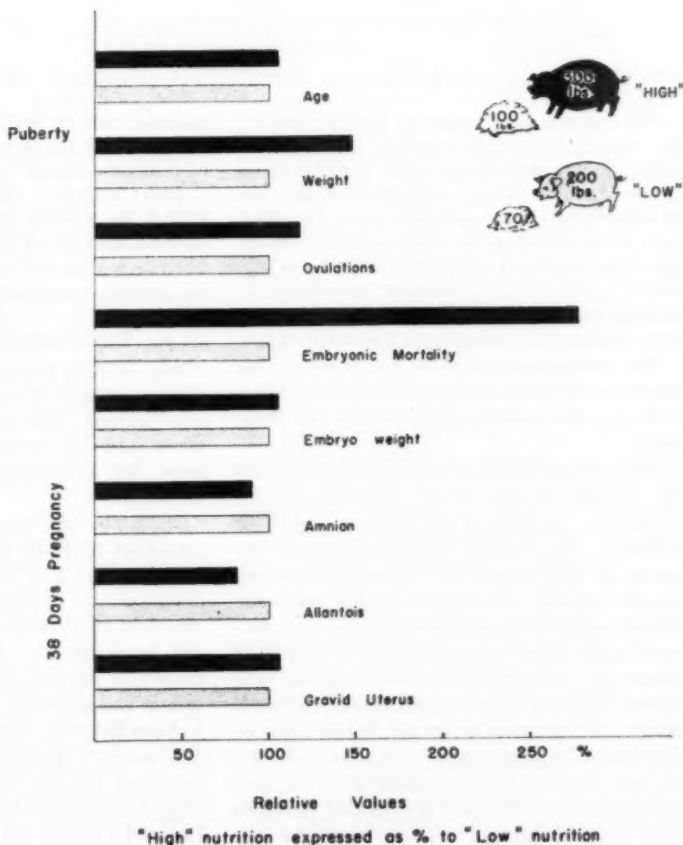 Age
Puberty
Weight
Ovulations
lbs.
"HIGH"
100
lbs.
200
lbs.
"LOW"
70
Embryonic Mortality
Embryo weight
38 Days Pregnancy
Amnion
Allantois
Gravid Uterus
50 100 150 200 250 %
Relative Values
"High" nutrition expressed as % to "Low" nutrition